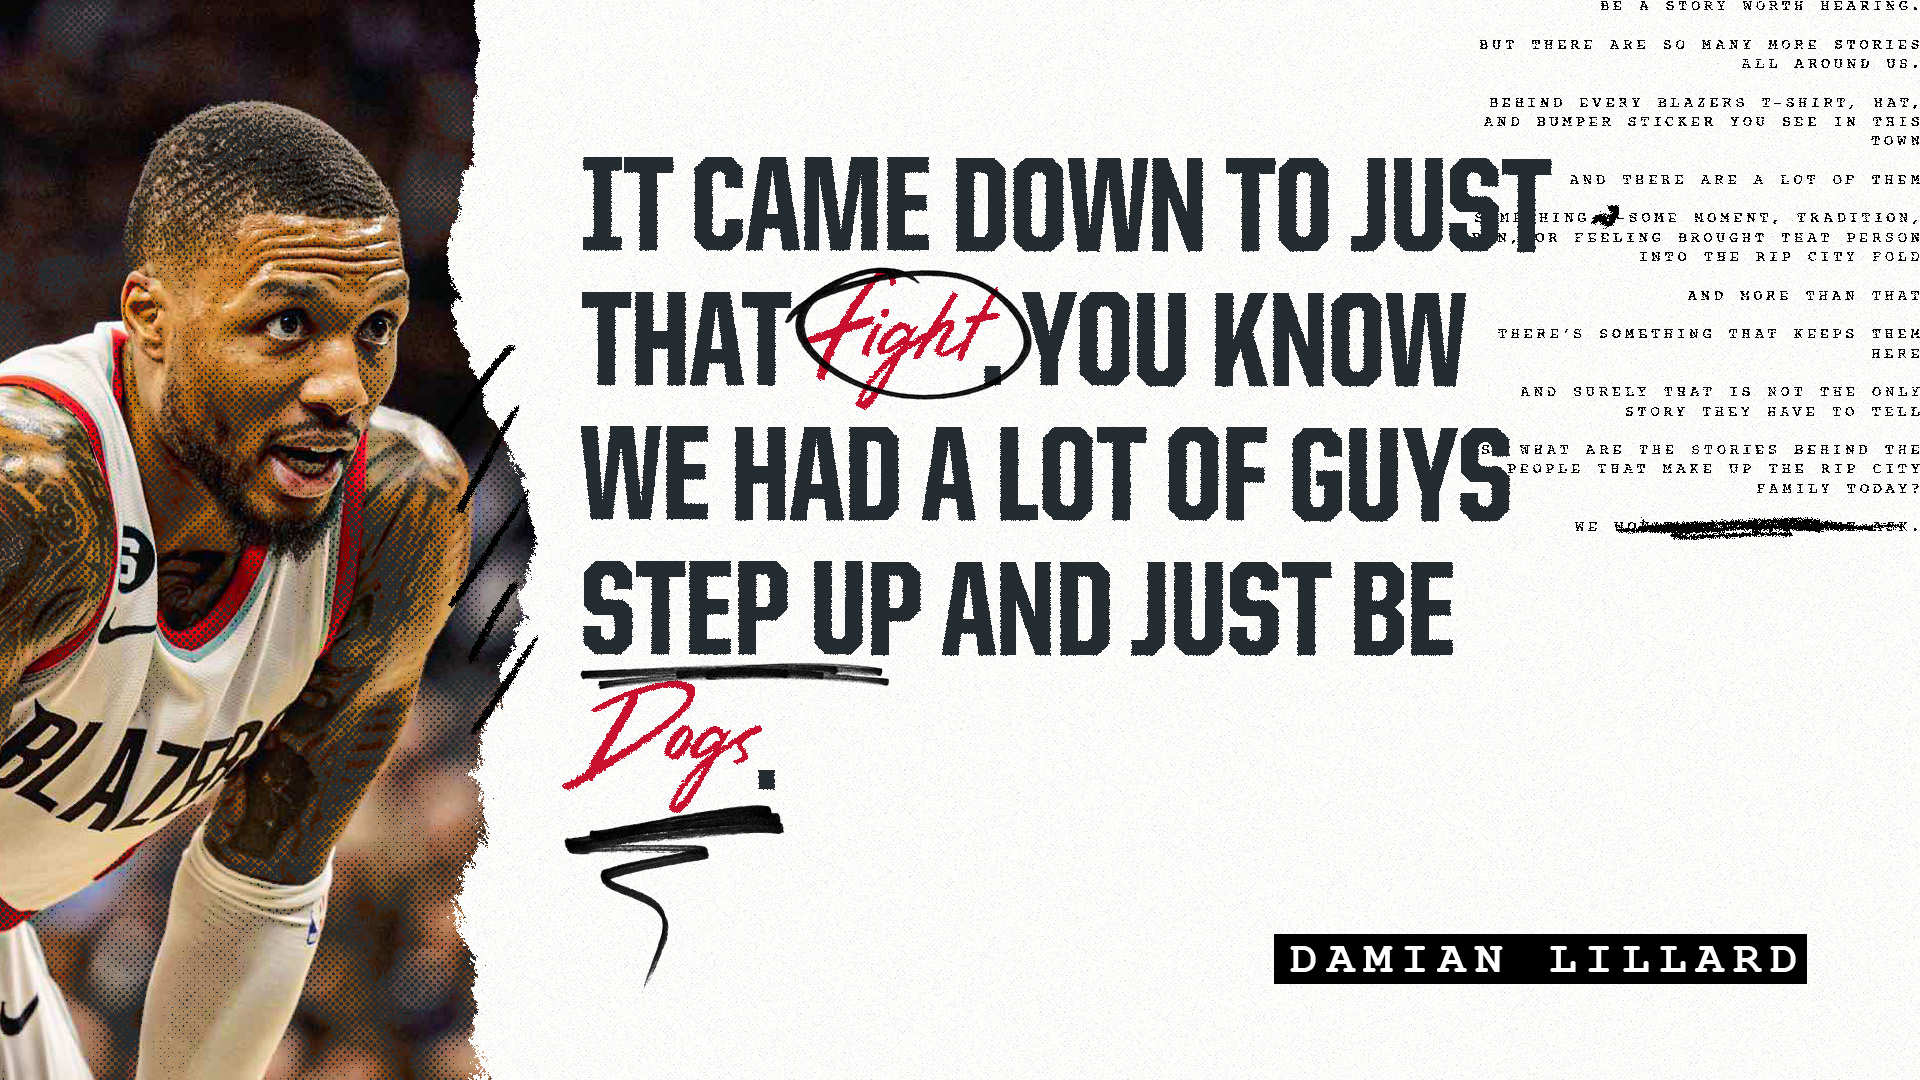 BE A STORY WORTH HEARING.
BUT THERE ARE SO MANY MORE STORIES
ALL AROUND US.
BEHIND EVERY BLAZERS T-SHIRT, HAT,
AND BUMPER STICKER YOU SEE IN THIS
TOWN
AND THERE ARE A LOT OF THEM
SOME MOMENT, TRADITION,
OR FEELING BROUGHT THAT PERSON
INTO THE RIP CITY FOLD
AND MORE THAN THAT
THERE'S SOMETHING THAT KEEPS THEM
HERE
AND SURELY THAT IS NOT THE ONLY
STORY THEY HAVE TO TELL
WHAT ARE THE STORIES BEHIND THE
PEOPLE THAT MAKE UP THE RIP CITY
FAMILY TODAY?
WE
IT CAME DOWN TO JUST
THAT fight. YOU KNOW
WE HAD A LOT OF GUYS
STEP UP AND JUST BE
Dogs.
DAMIAN LILLARD
BLAZERS
6